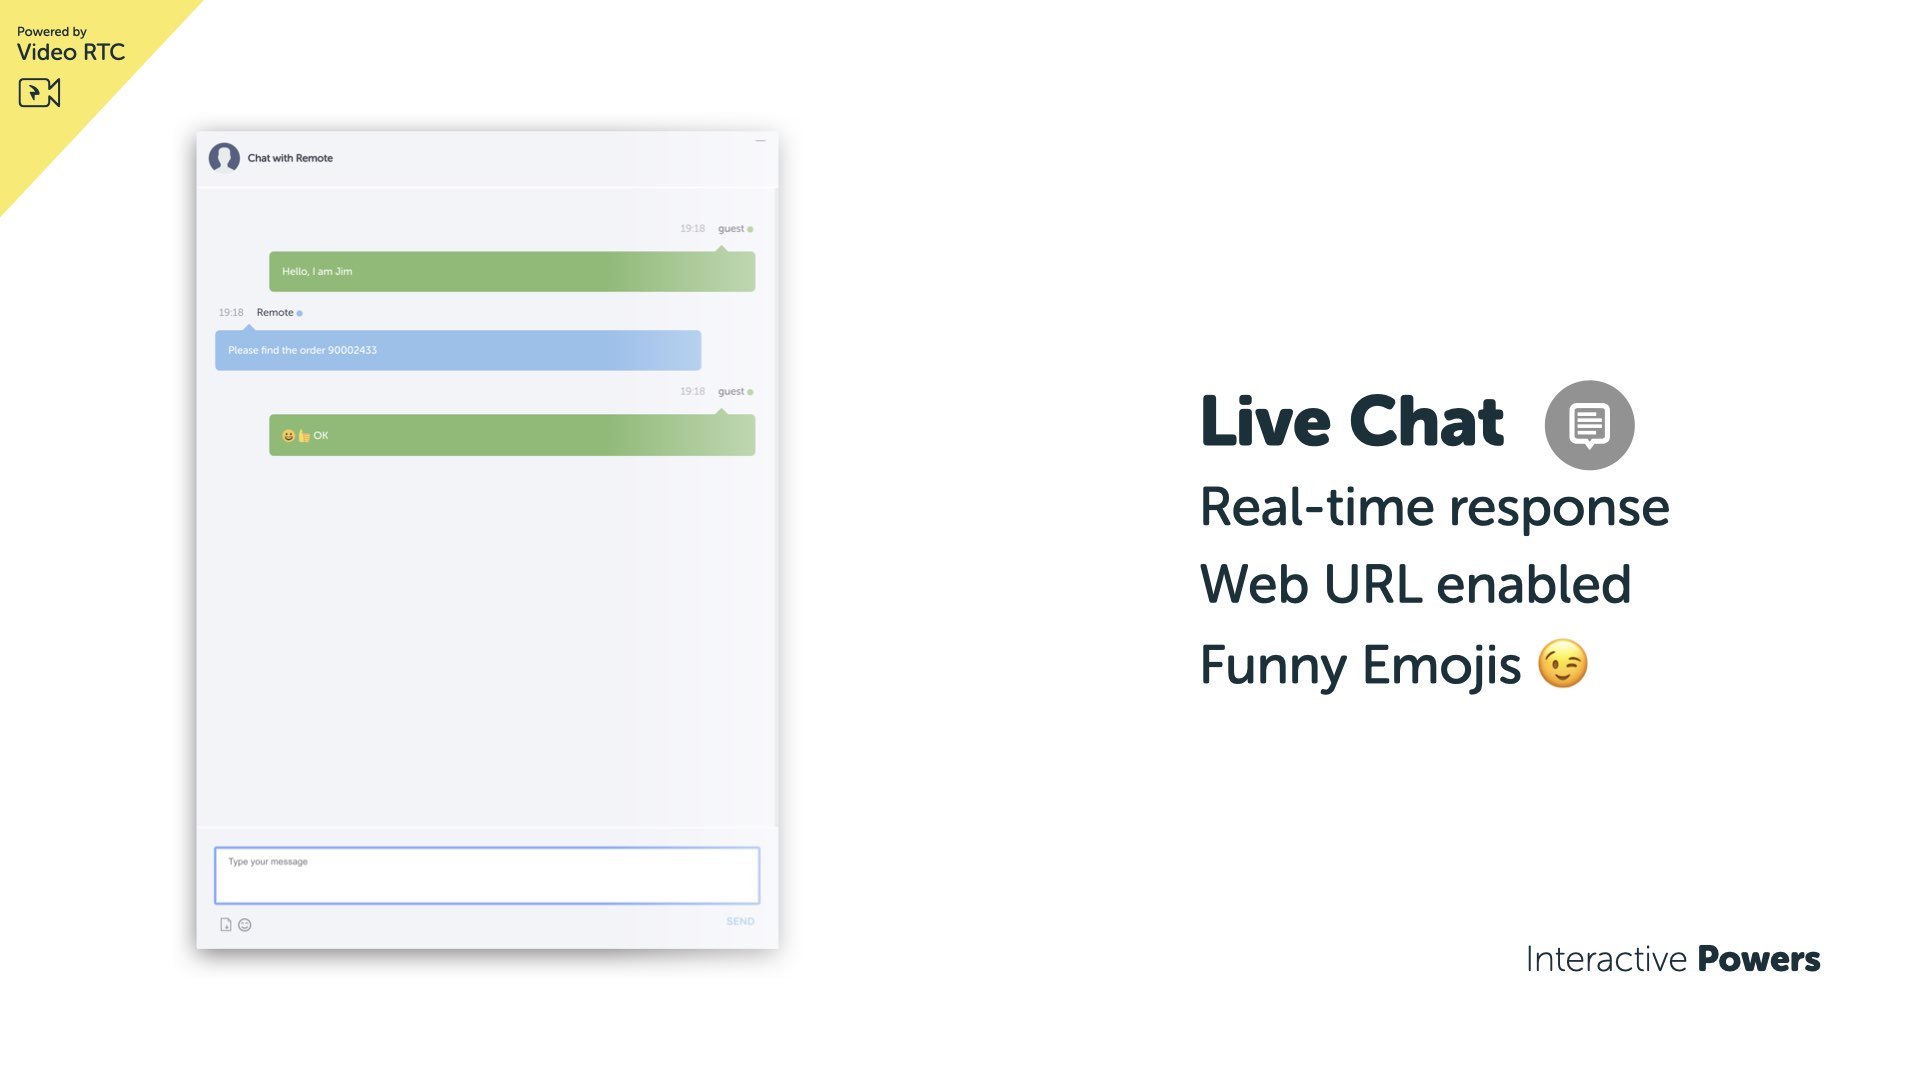 Powered by
Video RTC
Chat with Remote
19:18 guest
Hello, I am Jim
19:18 Remote
Please find the order 90002433
19:18 guest
😀👍 OK
Type your message
SEND
Live Chat
Real-time response
Web URL enabled
Funny Emojis 😉
Interactive Powers